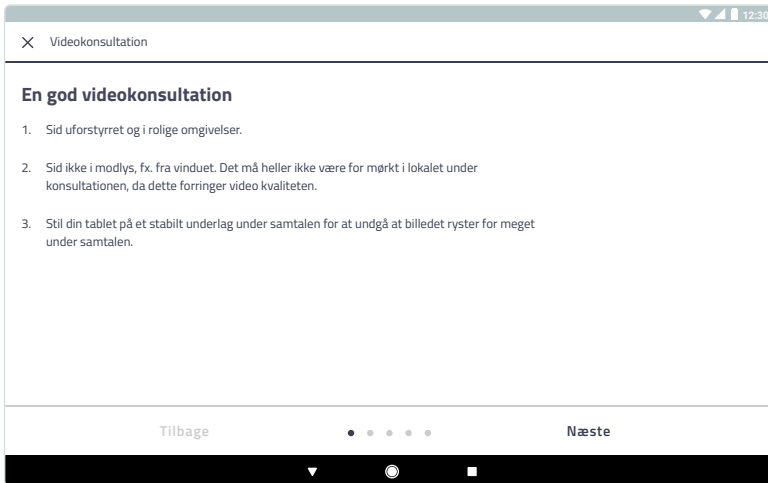 12:30
Videokonsultation
En god videokonsultation
1. Sid uforstyrret og i rolige omgivelser.
2. Sid ikke i modlys, fx. fra vinduet. Det må heller ikke være for mørkt i lokalet under
konsultationen, da dette forringer video kvaliteten.
3. Stil din tablet på et stabilt underlag under samtalen for at undgå at billedet ryster for meget
under samtalen.
Tilbage
Næste